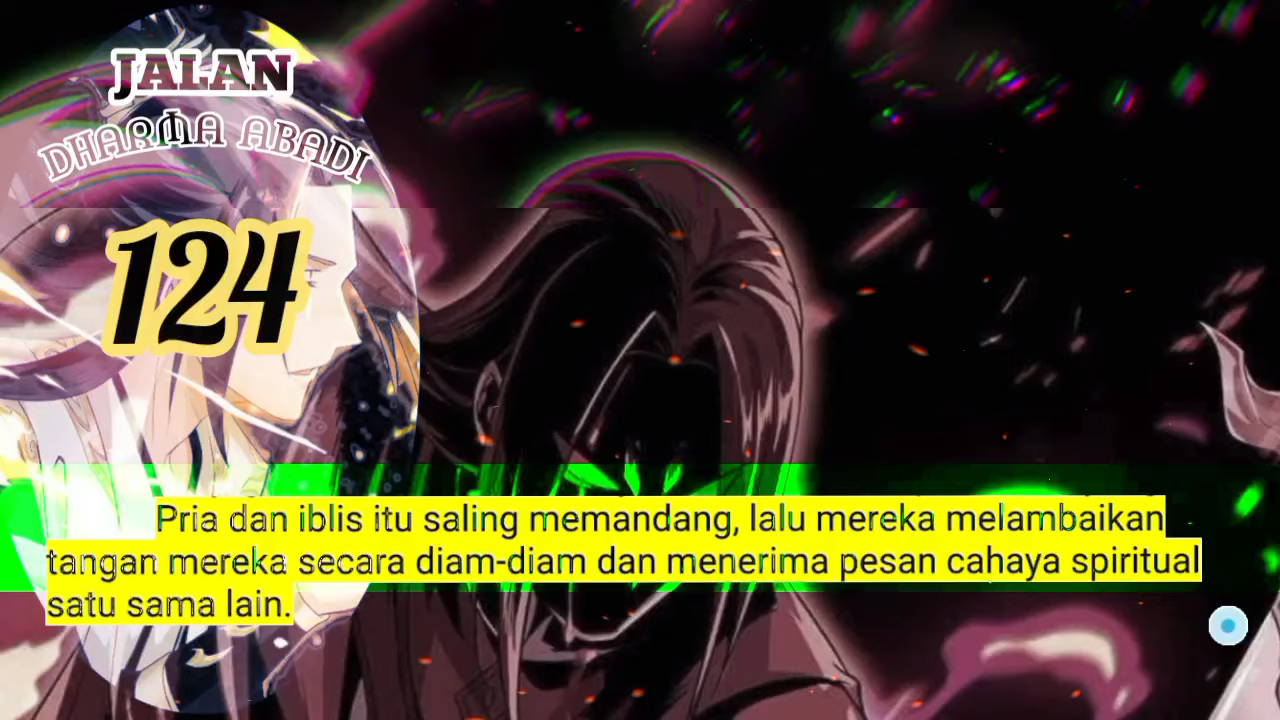 JALAN
DHARMA ABADI
124
Pria dan iblis itu saling memandang, lalu mereka melambaikan
tangan mereka secara diam-diam dan menerima pesan cahaya spiritual
satu sama lain.